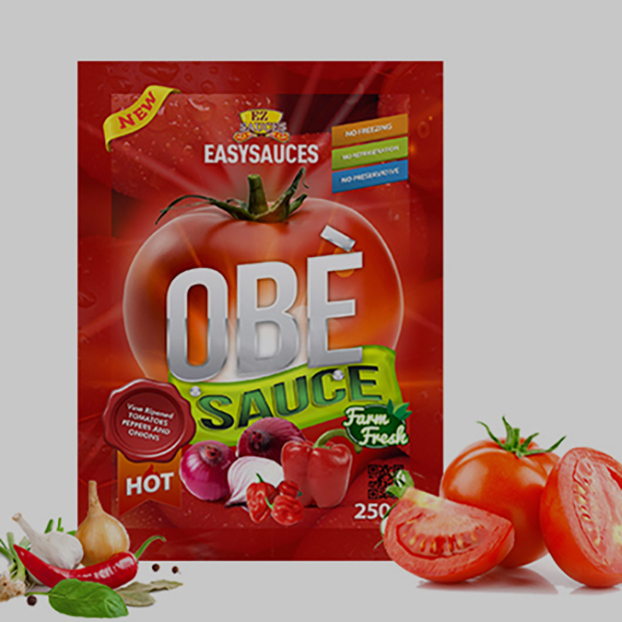 NEW
EZ
SAUCES
EASYSAUCES
NO FREEZING
NO REFRIGERATION
NO PRESERVATIVE
OBÈ
SAUCE
Farm
Fresh
Vine Ripened
TOMATOES
PEPPERS AND
ONIONS
HOT
250